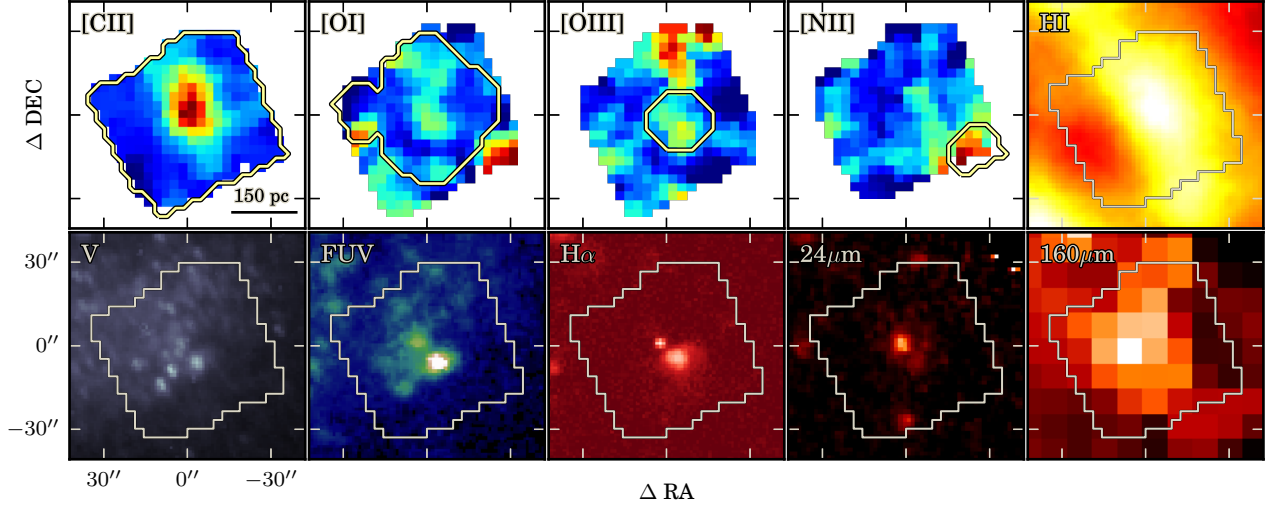 [CII] [OI] [OIII] [NII] HI
Δ DEC
150 pc
V FUV Hα 24μm 160μm
30′′
0′′
−30′′
30′′ 0′′ −30′′
Δ RA